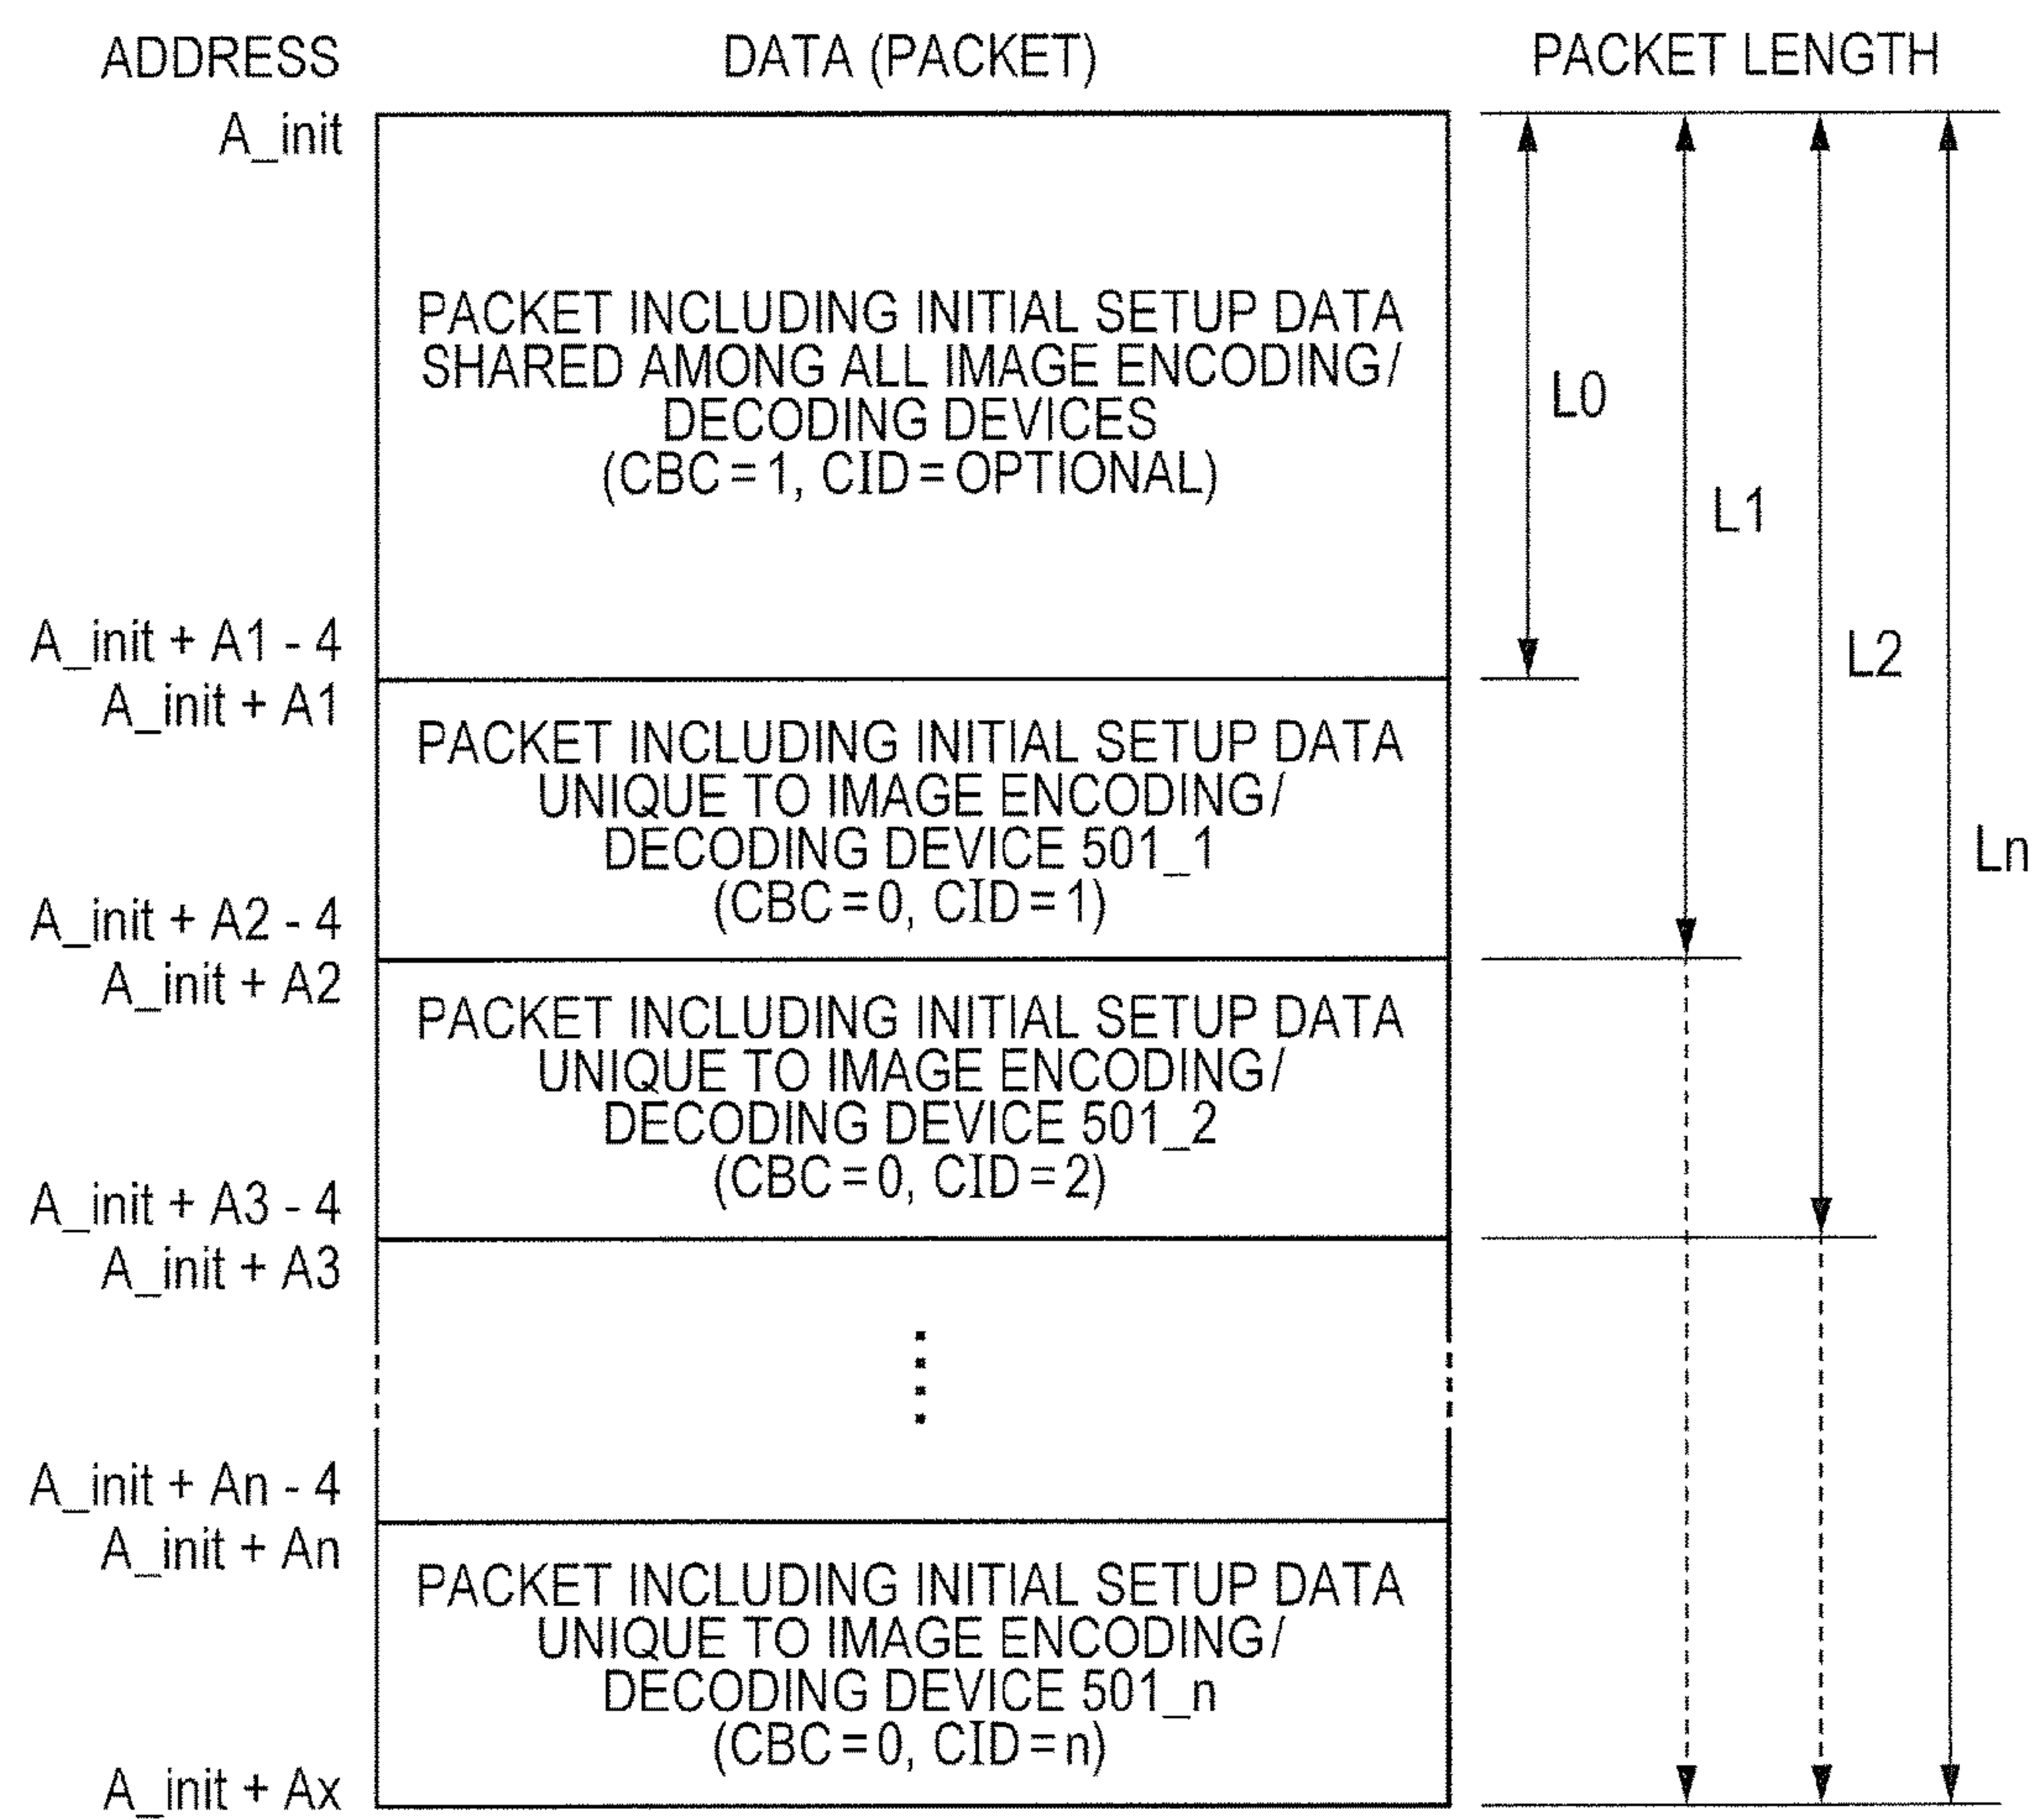 ADDRESS DATA (PACKET) PACKET LENGTH
A_init
PACKET INCLUDING INITIAL SETUP DATA
SHARED AMONG ALL IMAGE ENCODING/
DECODING DEVICES
(CBC=1, CID=OPTIONAL)
L0
L1
A_init + A1 - 4
L2
A_init + A1
PACKET INCLUDING INITIAL SETUP DATA
UNIQUE TO IMAGE ENCODING/
DECODING DEVICE 501_1
(CBC=0, CID=1)
Ln
A_init + A2 - 4
A_init + A2
PACKET INCLUDING INITIAL SETUP DATA
UNIQUE TO IMAGE ENCODING/
DECODING DEVICE 501_2
(CBC=0, CID=2)
A_init + A3 - 4
A_init + A3
A_init + An - 4
A_init + An
PACKET INCLUDING INITIAL SETUP DATA
UNIQUE TO IMAGE ENCODING/
DECODING DEVICE 501_n
(CBC=0, CID=n)
A_init + Ax